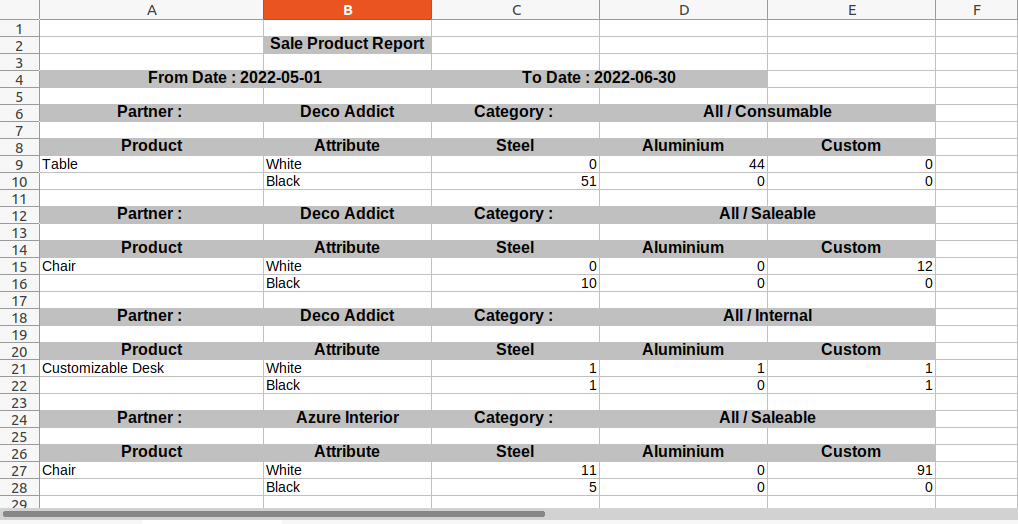 A B C D E F
1
2 Sale Product Report
3
4 From Date : 2022-05-01 To Date : 2022-06-30
5
6 Partner : Deco Addict Category : All / Consumable
7
8 Product Attribute Steel Aluminium Custom
9 Table White 0 44 0
10 Black 51 0 0
11
12 Partner : Deco Addict Category : All / Saleable
13
14 Product Attribute Steel Aluminium Custom
15 Chair White 0 0 12
16 Black 10 0 0
17
18 Partner : Deco Addict Category : All / Internal
19
20 Product Attribute Steel Aluminium Custom
21 Customizable Desk White 1 1 1
22 Black 1 0 1
23
24 Partner : Azure Interior Category : All / Saleable
25
26 Product Attribute Steel Aluminium Custom
27 Chair White 11 0 91
28 Black 5 0 0
29